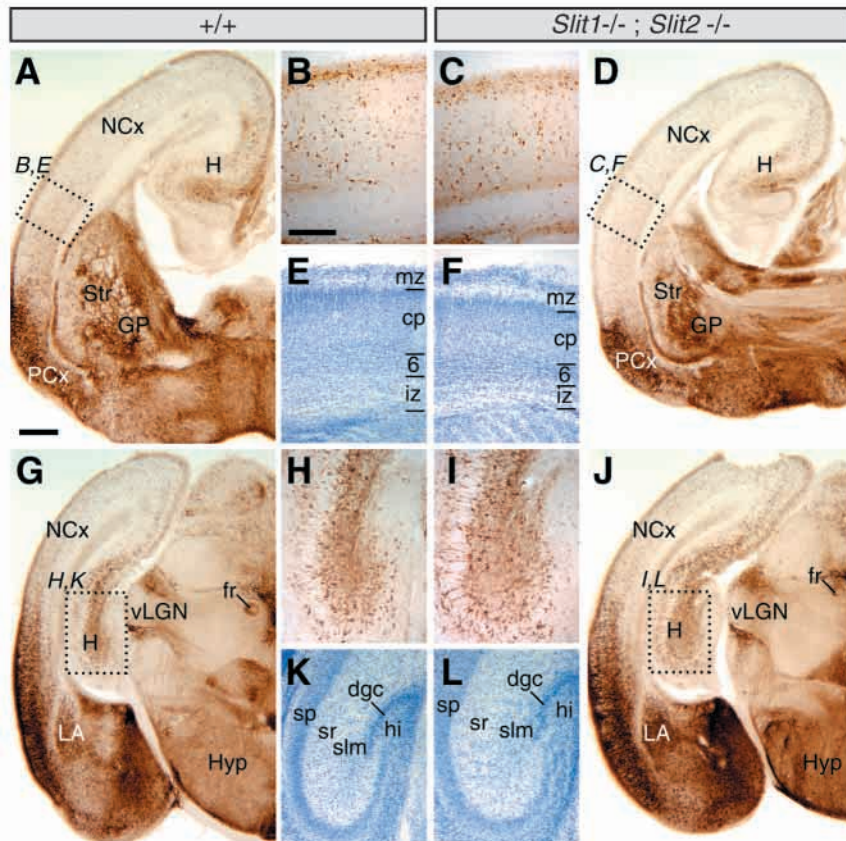 +/+ Slit1-/- ; Slit2 -/-
A B C D
NCx NCx
H H
B,E C,F
E F
mz mz
Str cp cp Str
GP GP
6 6
PCx iz iz PCx
G H I J
NCx NCx
H,K I,L
fr fr
vLGN vLGN
H H
K L
dgc dgc
sp hi sp hi
sr sr
slm slm
LA LA
Hyp Hyp